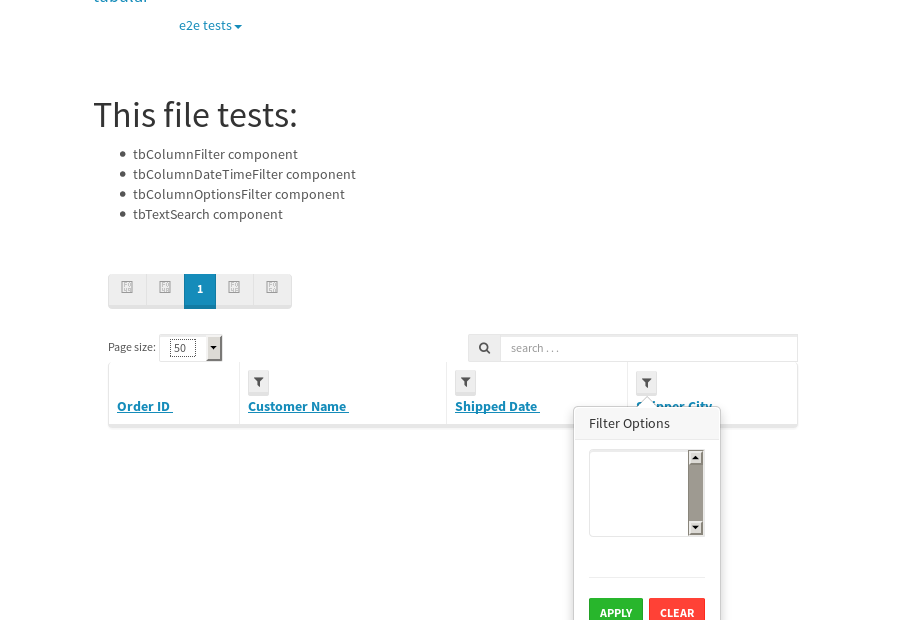 tubular
e2e tests
This file tests:
tbColumnFilter component
tbColumnDateTimeFilter component
tbColumnOptionsFilter component
tbTextSearch component
1
Page size: 50 search . . .
Order ID Customer Name Shipped Date Shipper City
Filter Options
APPLY CLEAR